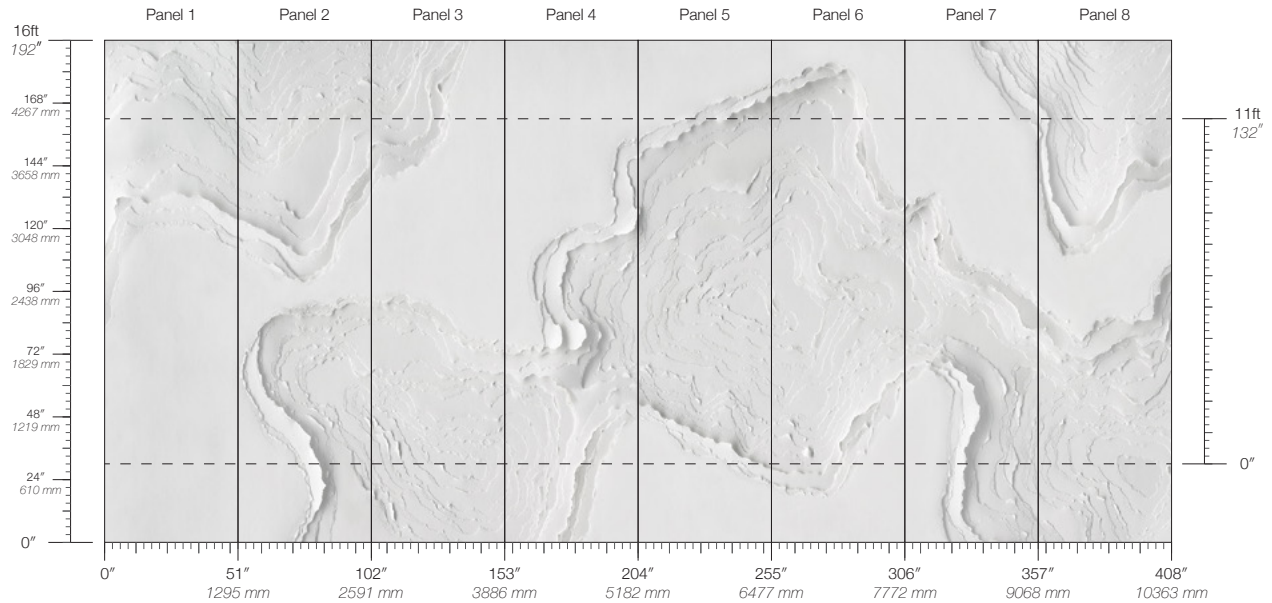 Panel 1 Panel 2 Panel 3 Panel 4 Panel 5 Panel 6 Panel 7 Panel 8
16ft
192″
168″
4267 mm
11ft
132″
144″
3658 mm
120″
3048 mm
96″
2438 mm
72″
1829 mm
48″
1219 mm
0″
24″
610 mm
0″
0″ 51″ 102″ 153″ 204″ 255″ 306″ 357″ 408″
1295 mm 2591 mm 3886 mm 5182 mm 6477 mm 7772 mm 9068 mm 10363 mm